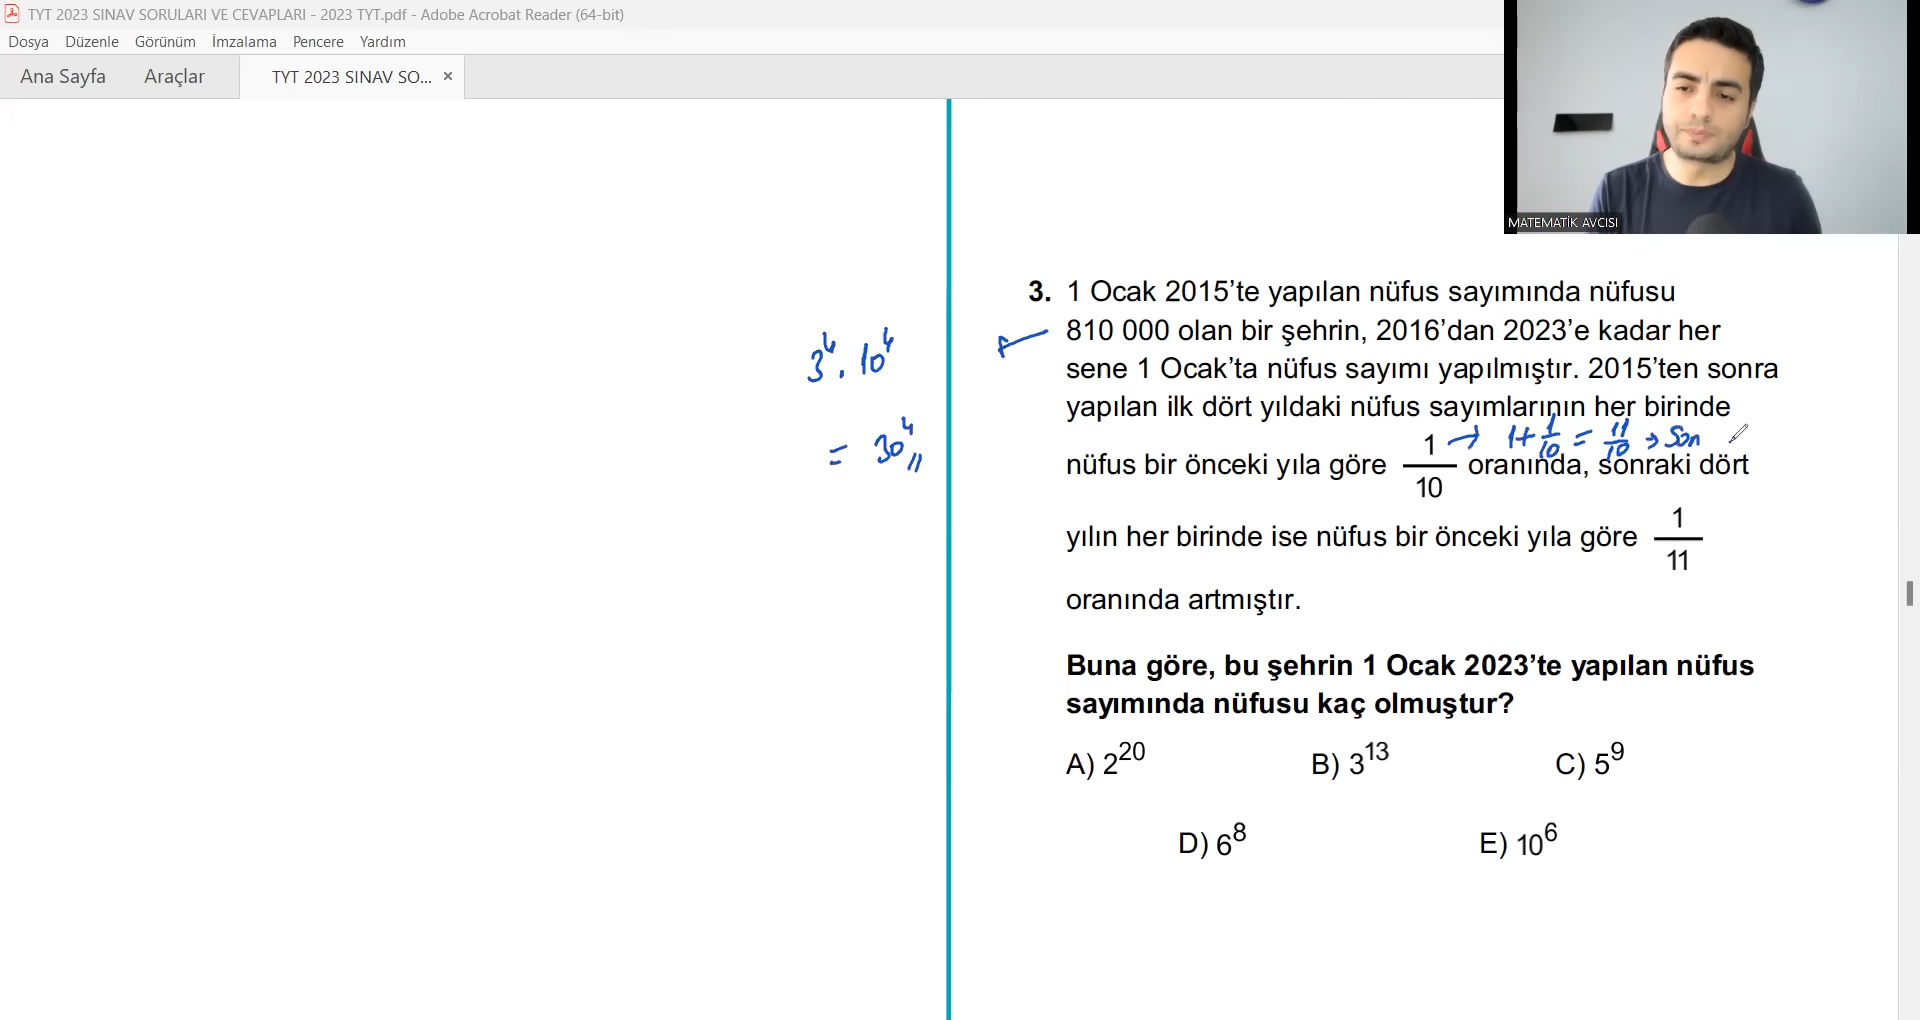 TYT 2023 SINAV SORULARI VE CEVAPLARI - 2023 TYT.pdf - Adobe Acrobat Reader (64-bit)
Dosya Düzenle Görünüm İmzalama Pencere Yardım
Ana Sayfa Araçlar TYT 2023 SINAV SO... ×
MATEMATİK AVCISI
3. 1 Ocak 2015’te yapılan nüfus sayımında nüfusu
810 000 olan bir şehrin, 2016’dan 2023’e kadar her
sene 1 Ocak’ta nüfus sayımı yapılmıştır. 2015’ten sonra
yapılan ilk dört yıldaki nüfus sayımlarının her birinde
nüfus bir önceki yıla göre 1/10 oranında, sonraki dört
yılın her birinde ise nüfus bir önceki yıla göre 1/11
oranında artmıştır.
Buna göre, bu şehrin 1 Ocak 2023’te yapılan nüfus
sayımında nüfusu kaç olmuştur?
A) 2^20 B) 3^13 C) 5^9
D) 6^8 E) 10^6
3^4 . 10^4
= 30^4
→ 1+1/10 = 11/10 → Son